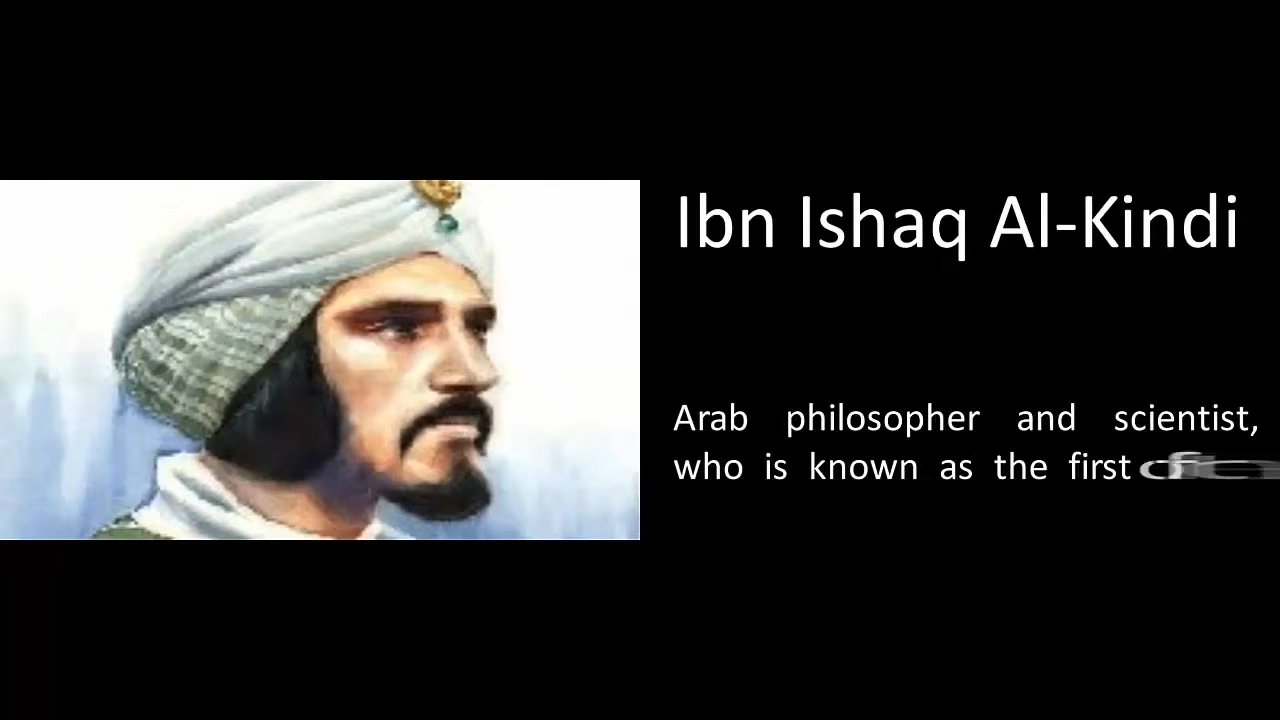 Ibn Ishaq Al-Kindi
Arab philosopher and scientist,
who is known as the first